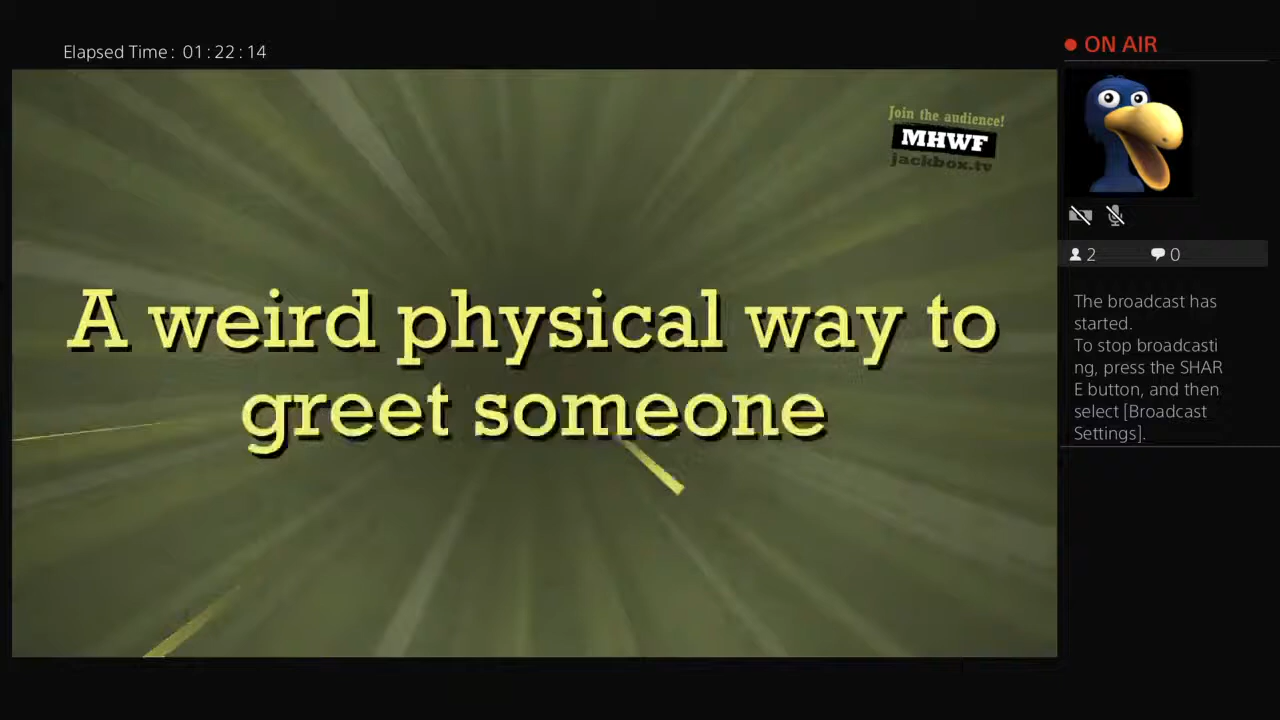 Elapsed Time: 01:22:14
ON AIR
Join the audience!
MHWF
jackbox.tv
A weird physical way to
greet someone
2 0
The broadcast has
started.
To stop broadcasti
ng, press the SHAR
E button, and then
select [Broadcast
Settings].